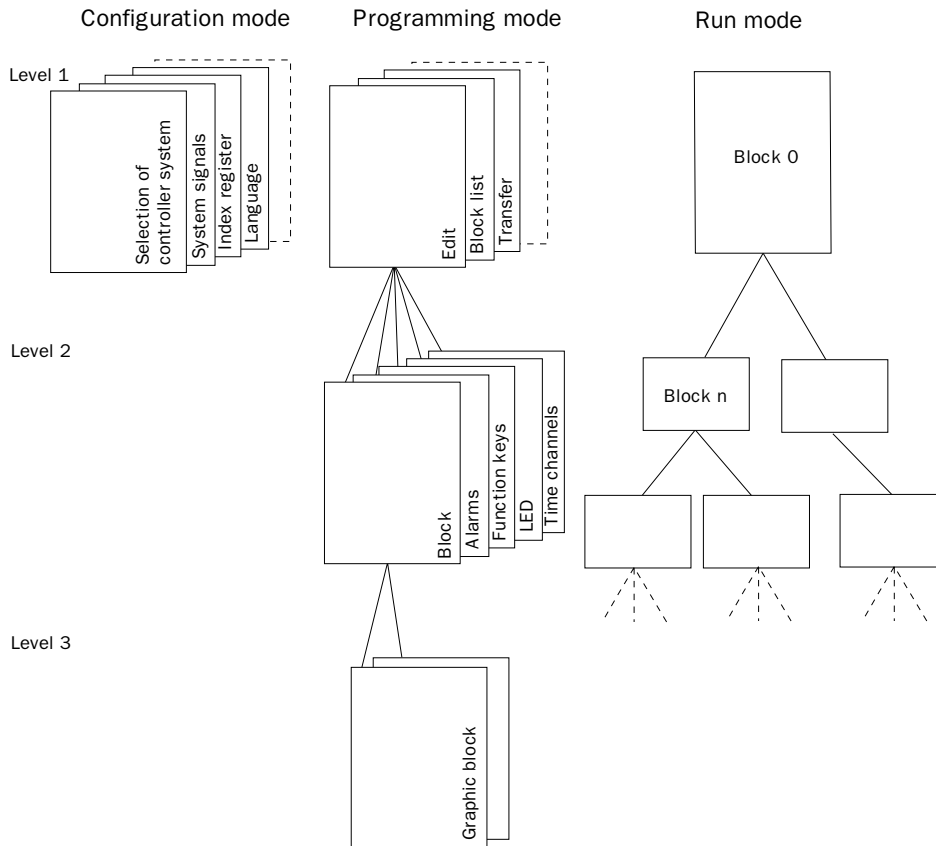 Configuration mode
Programming mode
Run mode
Level 1
Selection of
controller system
System signals
Index register
Language
Edit
Block list
Transfer
Block 0
Level 2
Block
Alarms
Function keys
LED
Time channels
Block n
Level 3
Graphic block